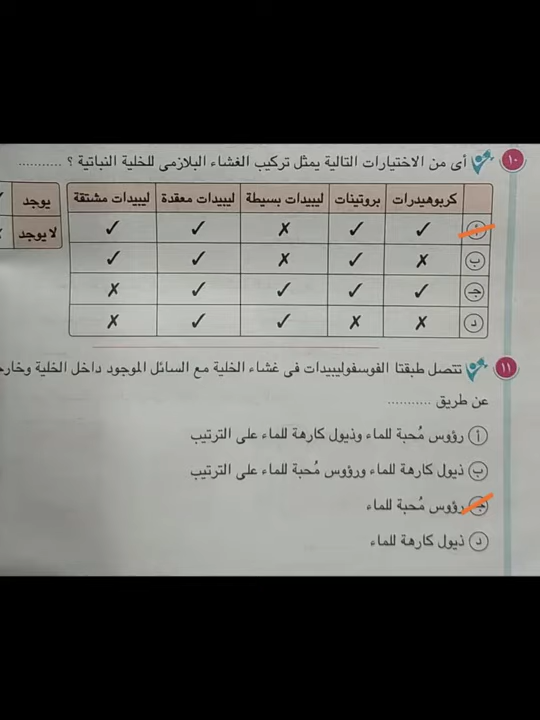 ١٠ أى من الاختيارات التالية يمثل تركيب الغشاء البلازمى للخلية النباتية ؟ ...........
كربوهيدرات بروتينات ليبيدات بسيطة ليبيدات معقدة ليبيدات مشتقة
أ ✓ ✓ ✗ ✓ ✓
ب ✗ ✓ ✗ ✓ ✓
جـ ✓ ✓ ✓ ✓ ✗
د ✗ ✗ ✓ ✓ ✗
يوجد ✓
لا يوجد ✗
١١ تتصل طبقتا الفوسفوليبيدات فى غشاء الخلية مع السائل الموجود داخل الخلية وخار
عن طريق ...........
أ رؤوس مُحبة للماء وذيول كارهة للماء على الترتيب
ب ذيول كارهة للماء ورؤوس مُحبة للماء على الترتيب
جـ رؤوس مُحبة للماء
د ذيول كارهة للماء